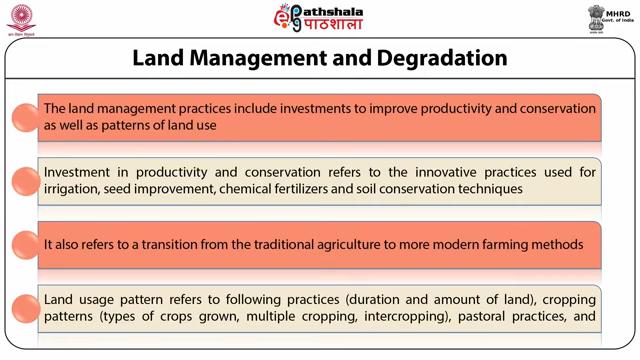 Pathshala
पाठशाला
MHRD
Govt. of India
Land Management and Degradation
The land management practices include investments to improve productivity and conservation
as well as patterns of land use
Investment in productivity and conservation refers to the innovative practices used for
irrigation, seed improvement, chemical fertilizers and soil conservation techniques
It also refers to a transition from the traditional agriculture to more modern farming methods
Land usage pattern refers to following practices (duration and amount of land), cropping
patterns (types of crops grown, multiple cropping, intercropping), pastoral practices, and